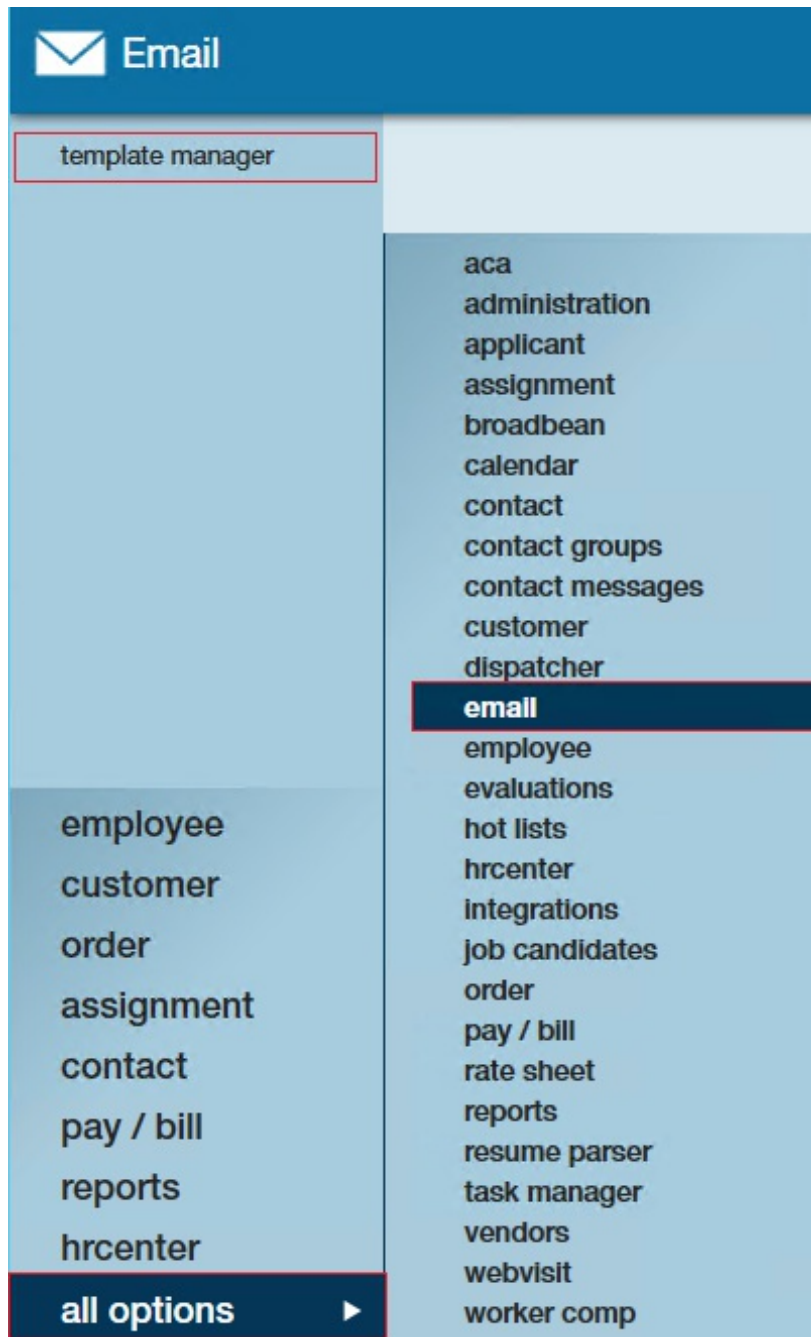 Email
template manager
employee
customer
order
assignment
contact
pay / bill
reports
hrcenter
all options
aca
administration
applicant
assignment
broadbean
calendar
contact
contact groups
contact messages
customer
dispatcher
email
employee
evaluations
hot lists
hrcenter
integrations
job candidates
order
pay / bill
rate sheet
reports
resume parser
task manager
vendors
webvisit
worker comp